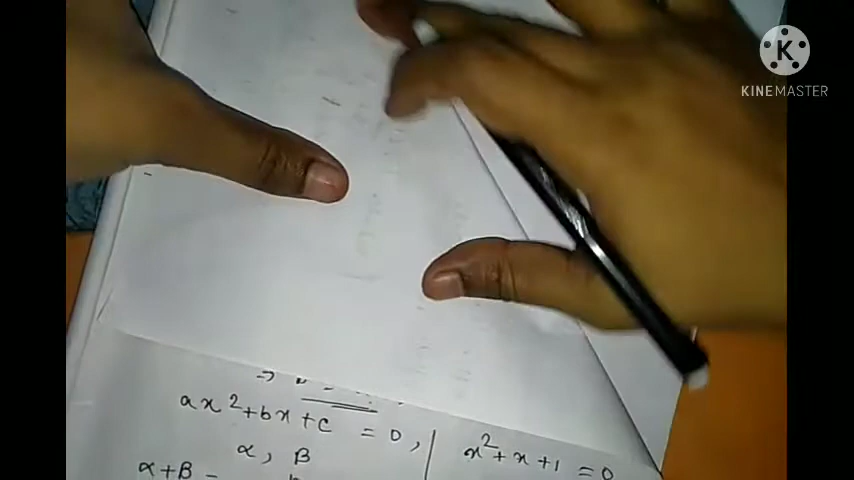 K
KINEMASTER
ax²+bx+c = 0, | x²+x+1 = 0
α, β
α+β =